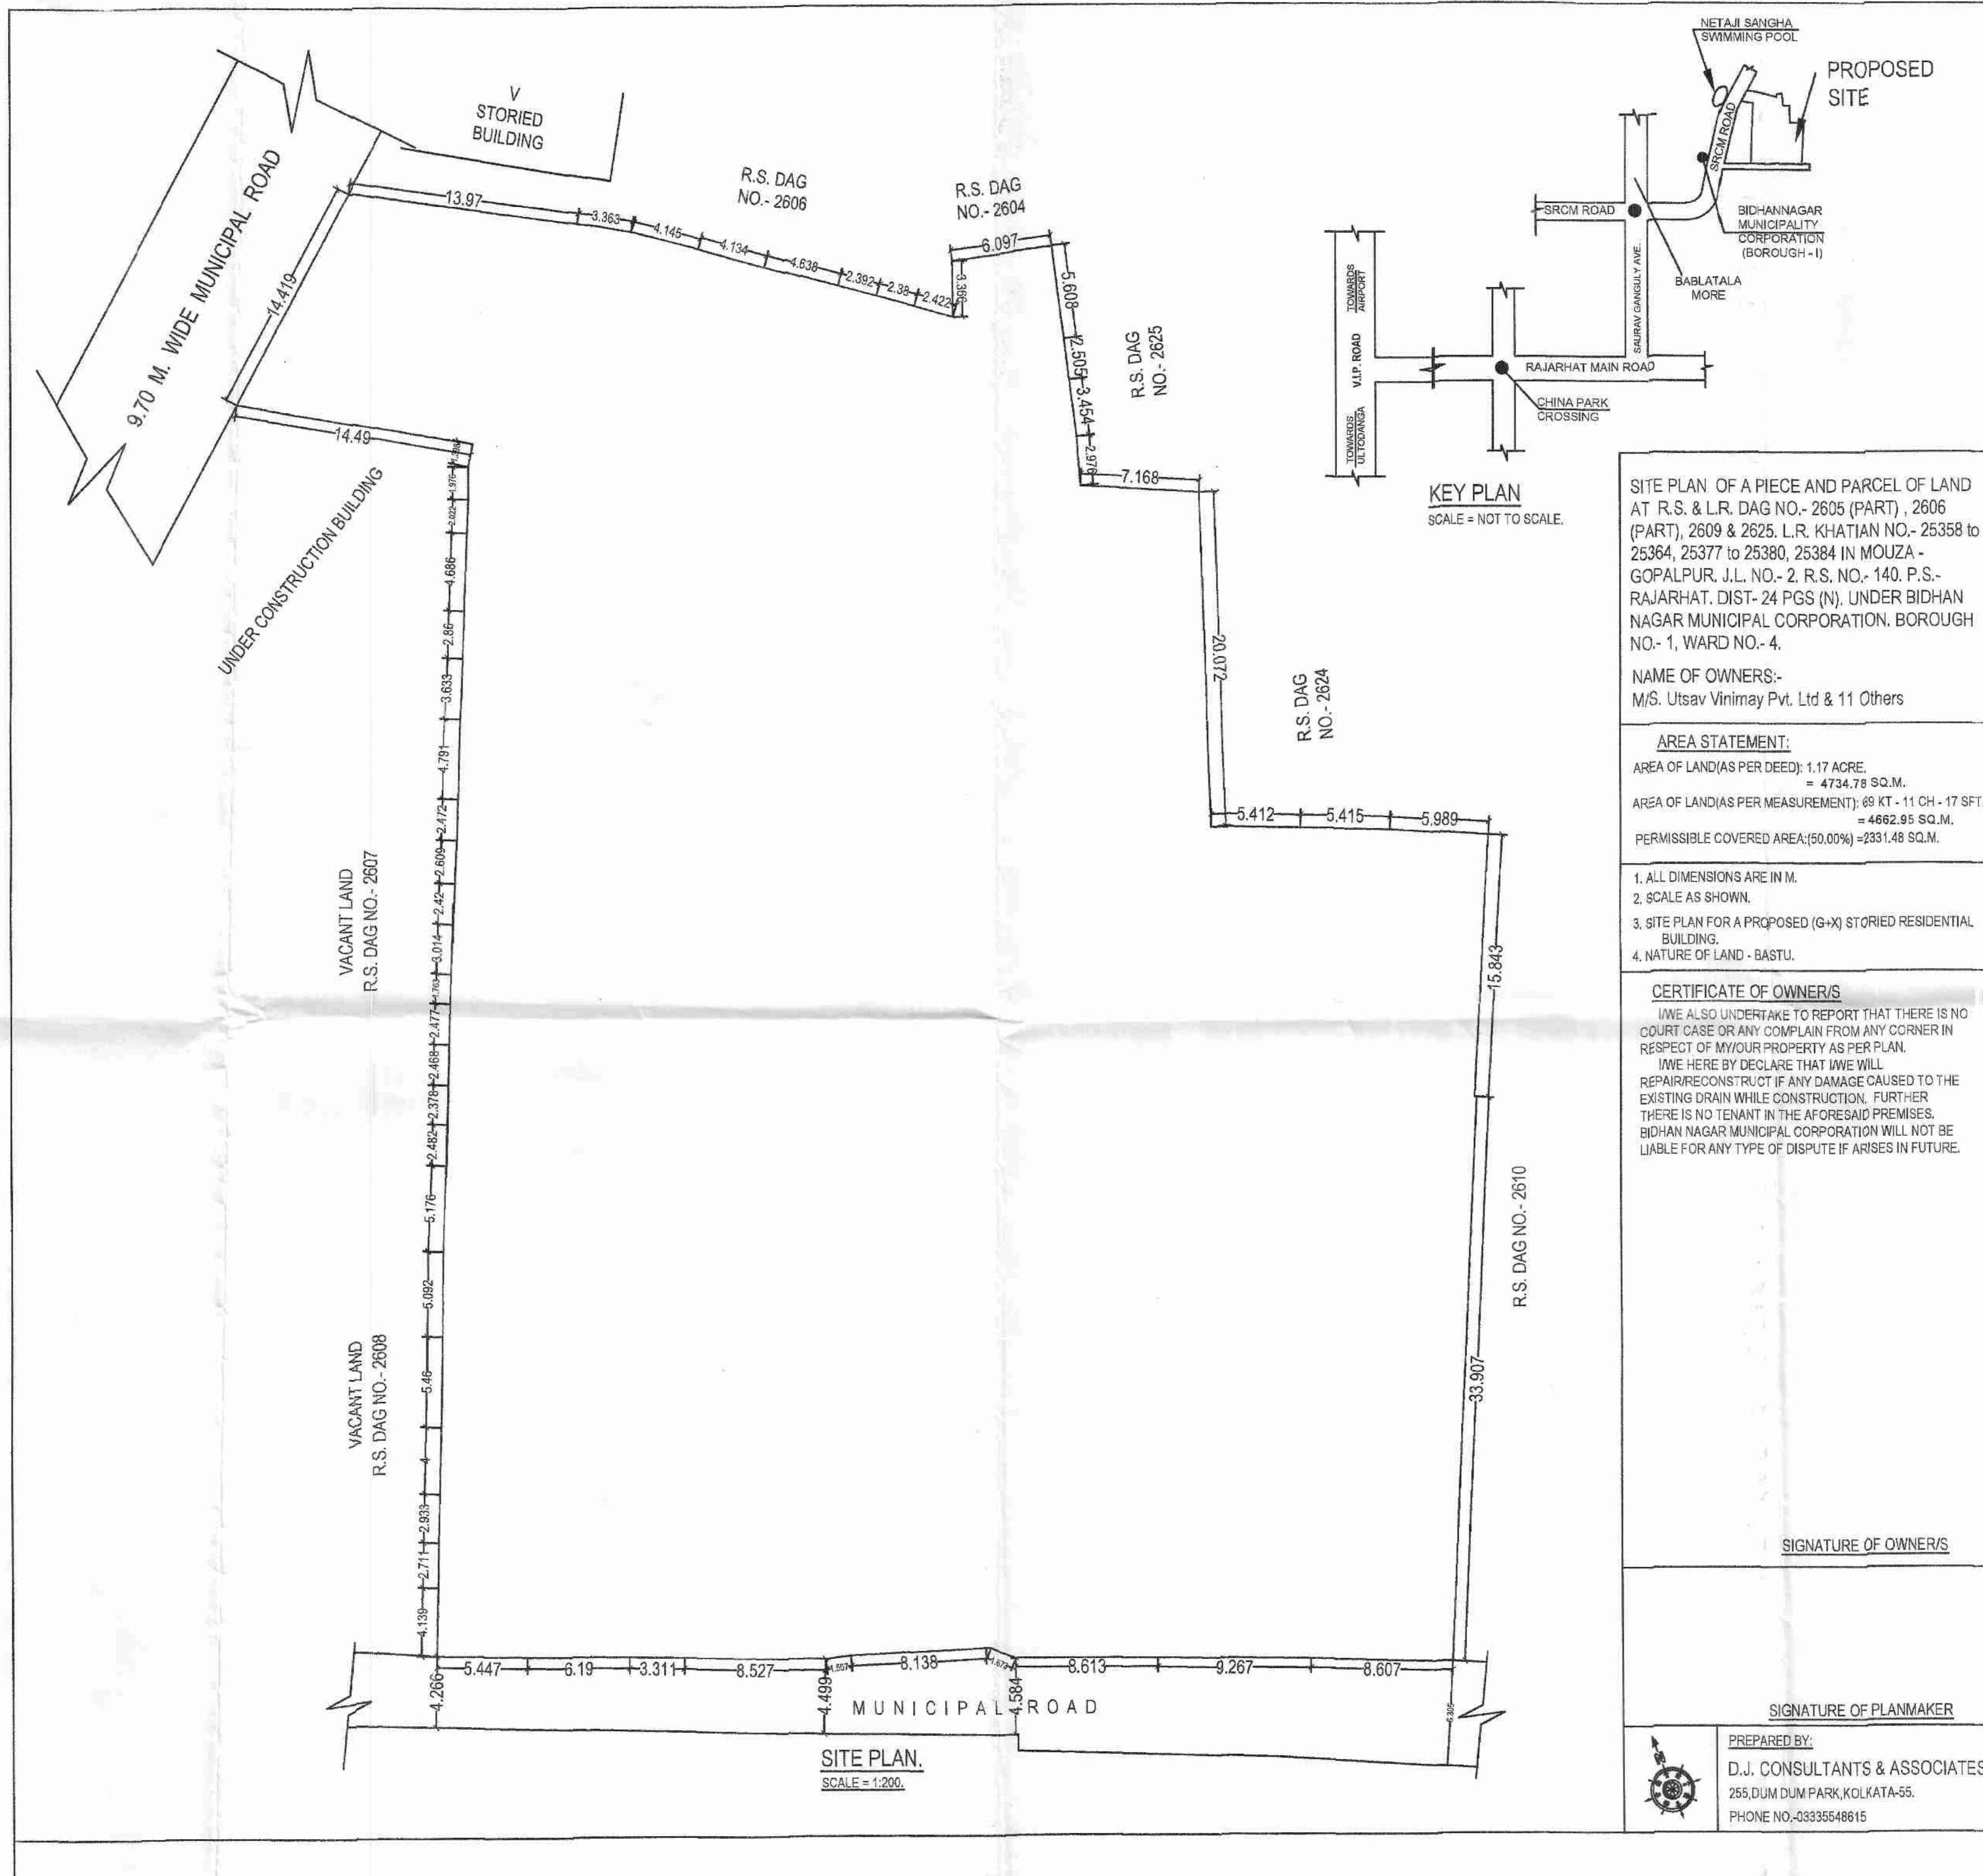 V
STORIED
BUILDING
9.70 M. WIDE MUNICIPAL ROAD
R.S. DAG
NO.- 2606
R.S. DAG
NO.- 2604
13.97
3.363
4.145
4.134
4.638
2.392
2.38
2.422
3.366
6.097
5.608
2.505
3.454
2.976
7.168
R.S. DAG
NO.- 2625
14.419
14.49
UNDER CONSTRUCTION BUILDING
20.072
R.S. DAG
NO.- 2624
5.412
5.415
5.989
15.843
33.907
R.S. DAG NO.- 2610
1.976
2.022
4.686
2.86
3.633
4.791
2.472
2.609
2.42
3.014
1.763
2.477
2.468
2.378
2.482
5.176
5.092
5.46
4
2.933
2.711
4.139
VACANT LAND
R.S. DAG NO.- 2607
VACANT LAND
R.S. DAG NO.- 2608
5.447
6.19
3.311
8.527
1.557
8.138
1.673
8.613
9.267
8.607
4.266
4.499
4.584
MUNICIPAL ROAD
SITE PLAN.
SCALE = 1:200.
NETAJI SANGHA
SWIMMING POOL
PROPOSED
SITE
SRCM ROAD
SRCM ROAD
BIDHANNAGAR
MUNICIPALITY
CORPORATION
(BOROUGH - I)
BABLATALA
MORE
SAURAV GANGULY AVE.
TOWARDS
AIRPORT
V.I.P. ROAD
TOWARDS
ULTODANGA
RAJARHAT MAIN ROAD
CHINA PARK
CROSSING
KEY PLAN
SCALE = NOT TO SCALE.
SITE PLAN OF A PIECE AND PARCEL OF LAND
AT R.S. & L.R. DAG NO.- 2605 (PART) , 2606
(PART), 2609 & 2625. L.R. KHATIAN NO.- 25358 to
25364, 25377 to 25380, 25384 IN MOUZA -
GOPALPUR. J.L. NO.- 2. R.S. NO.- 140. P.S.-
RAJARHAT. DIST- 24 PGS (N). UNDER BIDHAN
NAGAR MUNICIPAL CORPORATION. BOROUGH
NO.- 1, WARD NO.- 4.
NAME OF OWNERS:-
M/S. Utsav Vinimay Pvt. Ltd & 11 Others
AREA STATEMENT:
AREA OF LAND(AS PER DEED): 1.17 ACRE.
= 4734.78 SQ.M.
AREA OF LAND(AS PER MEASUREMENT): 69 KT - 11 CH - 17 SFT.
= 4662.95 SQ.M.
PERMISSIBLE COVERED AREA:(50.00%) =2331.48 SQ.M.
1. ALL DIMENSIONS ARE IN M.
2. SCALE AS SHOWN.
3. SITE PLAN FOR A PROPOSED (G+X) STORIED RESIDENTIAL
BUILDING.
4. NATURE OF LAND - BASTU.
CERTIFICATE OF OWNER/S
I/WE ALSO UNDERTAKE TO REPORT THAT THERE IS NO
COURT CASE OR ANY COMPLAIN FROM ANY CORNER IN
RESPECT OF MY/OUR PROPERTY AS PER PLAN.
I/WE HERE BY DECLARE THAT I/WE WILL
REPAIR/RECONSTRUCT IF ANY DAMAGE CAUSED TO THE
EXISTING DRAIN WHILE CONSTRUCTION. FURTHER
THERE IS NO TENANT IN THE AFORESAID PREMISES.
BIDHAN NAGAR MUNICIPAL CORPORATION WILL NOT BE
LIABLE FOR ANY TYPE OF DISPUTE IF ARISES IN FUTURE.
SIGNATURE OF OWNER/S
SIGNATURE OF PLANMAKER
PREPARED BY:
D.J. CONSULTANTS & ASSOCIATES
255,DUM DUM PARK,KOLKATA-55.
PHONE NO.-03335548615